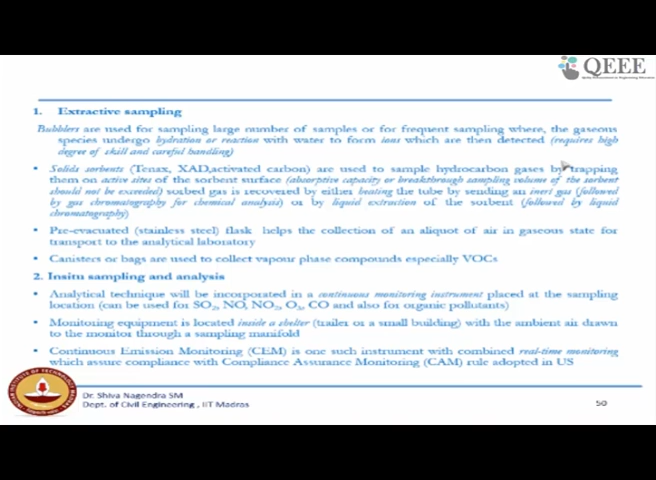 QEEE
1. Extractive sampling
Bubblers are used for sampling large number of samples or for frequent sampling where, the gaseous
species undergo hydration or reaction with water to form ions which are then detected (requires high
degree of skill and careful handling)
• Solids sorbents (Tenax, XAD,activated carbon) are used to sample hydrocarbon gases by trapping
them on active sites of the sorbent surface (absorptive capacity or breakthrough sampling volume of the sorbent
should not be exceeded) sorbed gas is recovered by either heating the tube by sending an inert gas (followed
by gas chromatography for chemical analysis) or by liquid extraction of the sorbent (followed by liquid
chromatography)
• Pre-evacuated (stainless steel) flask helps the collection of an aliquot of air in gaseous state for
transport to the analytical laboratory
• Canisters or bags are used to collect vapour phase compounds especially VOCs
2. Insitu sampling and analysis
• Analytical technique will be incorporated in a continuous monitoring instrument placed at the sampling
location (can be used for SO2, NO, NO2, O3, CO and also for organic pollutants)
• Monitoring equipment is located inside a shelter (trailer or a small building) with the ambient air drawn
to the monitor through a sampling manifold
• Continuous Emission Monitoring (CEM) is one such instrument with combined real-time monitoring
which assure compliance with Compliance Assurance Monitoring (CAM) rule adopted in US
Dr. Shiva Nagendra SM
Dept. of Civil Engineering , IIT Madras
50